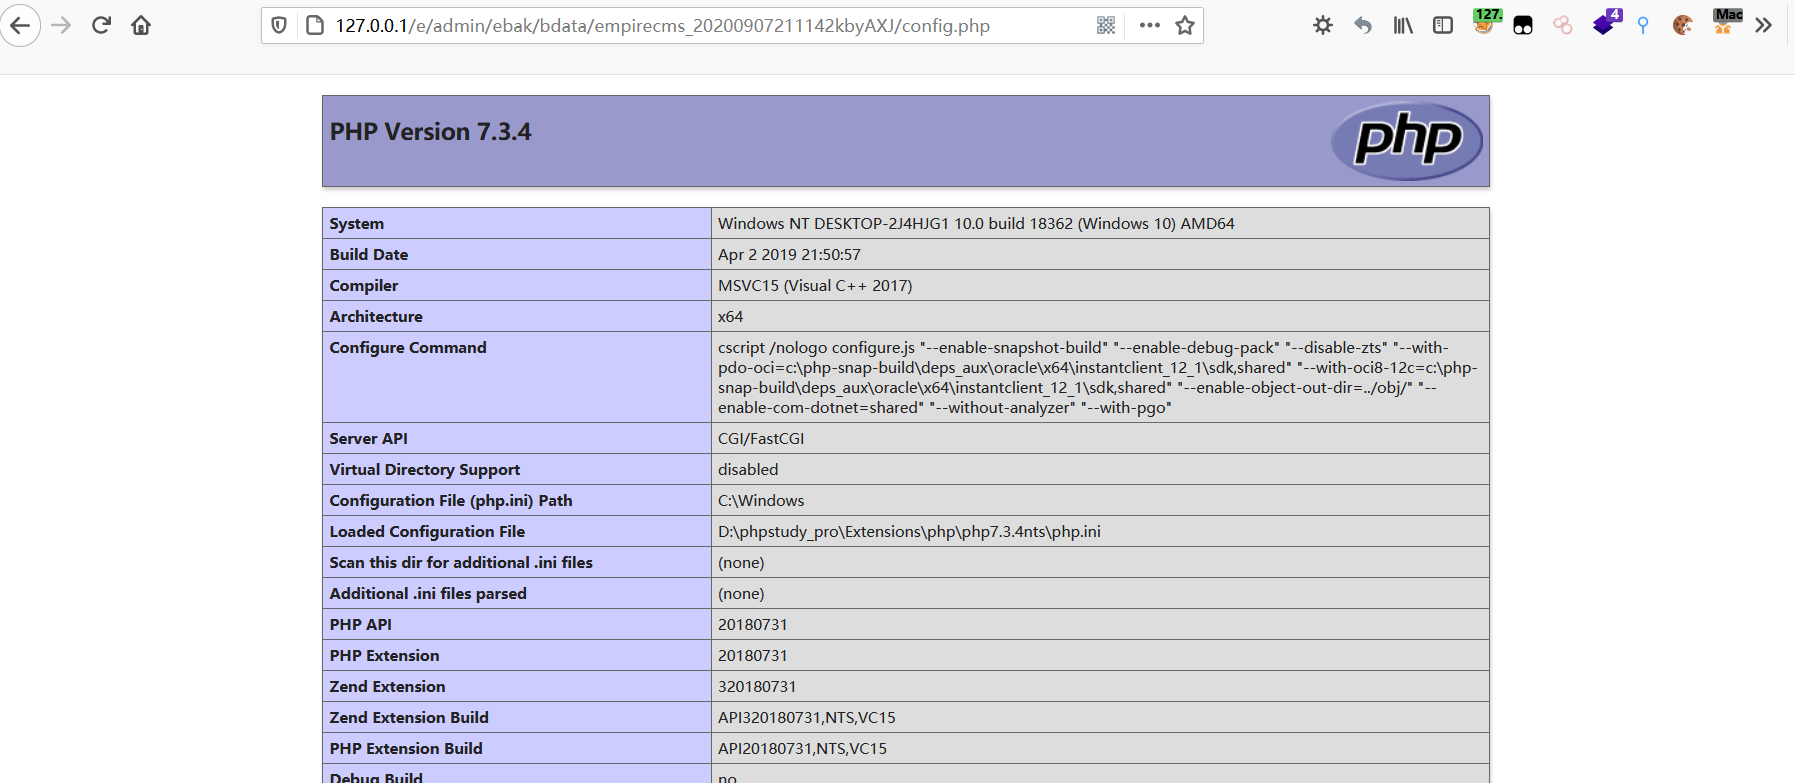 127.0.0.1/e/admin/ebak/bdata/empirecms_20200907211142kbyAXJ/config.php
127.
4
Mac
PHP Version 7.3.4
php
System Windows NT DESKTOP-2J4HJG1 10.0 build 18362 (Windows 10) AMD64
Build Date Apr 2 2019 21:50:57
Compiler MSVC15 (Visual C++ 2017)
Architecture x64
Configure Command cscript /nologo configure.js "--enable-snapshot-build" "--enable-debug-pack" "--disable-zts" "--with-
pdo-oci=c:\php-snap-build\deps_aux\oracle\x64\instantclient_12_1\sdk,shared" "--with-oci8-12c=c:\php-
snap-build\deps_aux\oracle\x64\instantclient_12_1\sdk,shared" "--enable-object-out-dir=../obj/" "--
enable-com-dotnet=shared" "--without-analyzer" "--with-pgo"
Server API CGI/FastCGI
Virtual Directory Support disabled
Configuration File (php.ini) Path C:\Windows
Loaded Configuration File D:\phpstudy_pro\Extensions\php\php7.3.4nts\php.ini
Scan this dir for additional .ini files (none)
Additional .ini files parsed (none)
PHP API 20180731
PHP Extension 20180731
Zend Extension 320180731
Zend Extension Build API320180731,NTS,VC15
PHP Extension Build API20180731,NTS,VC15
Debug Build no